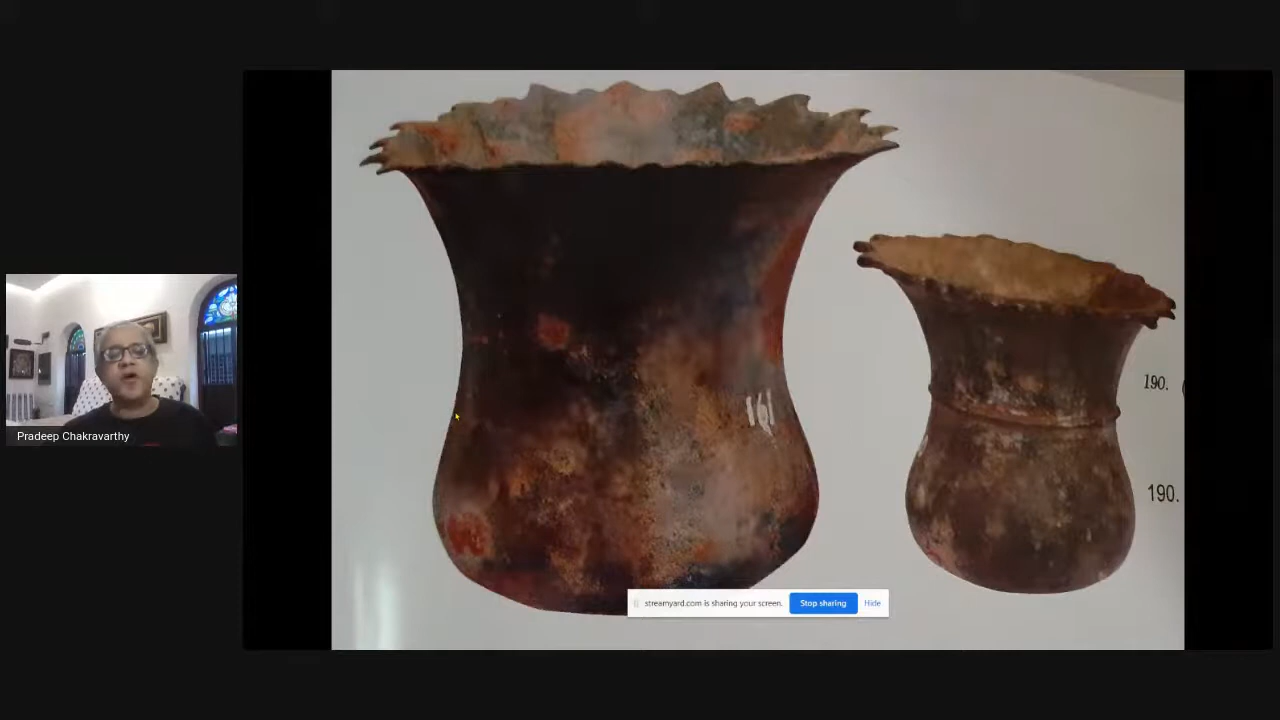 161
190.
190.
streamyard.com is sharing your screen.
Stop sharing
Hide
Pradeep Chakravarthy